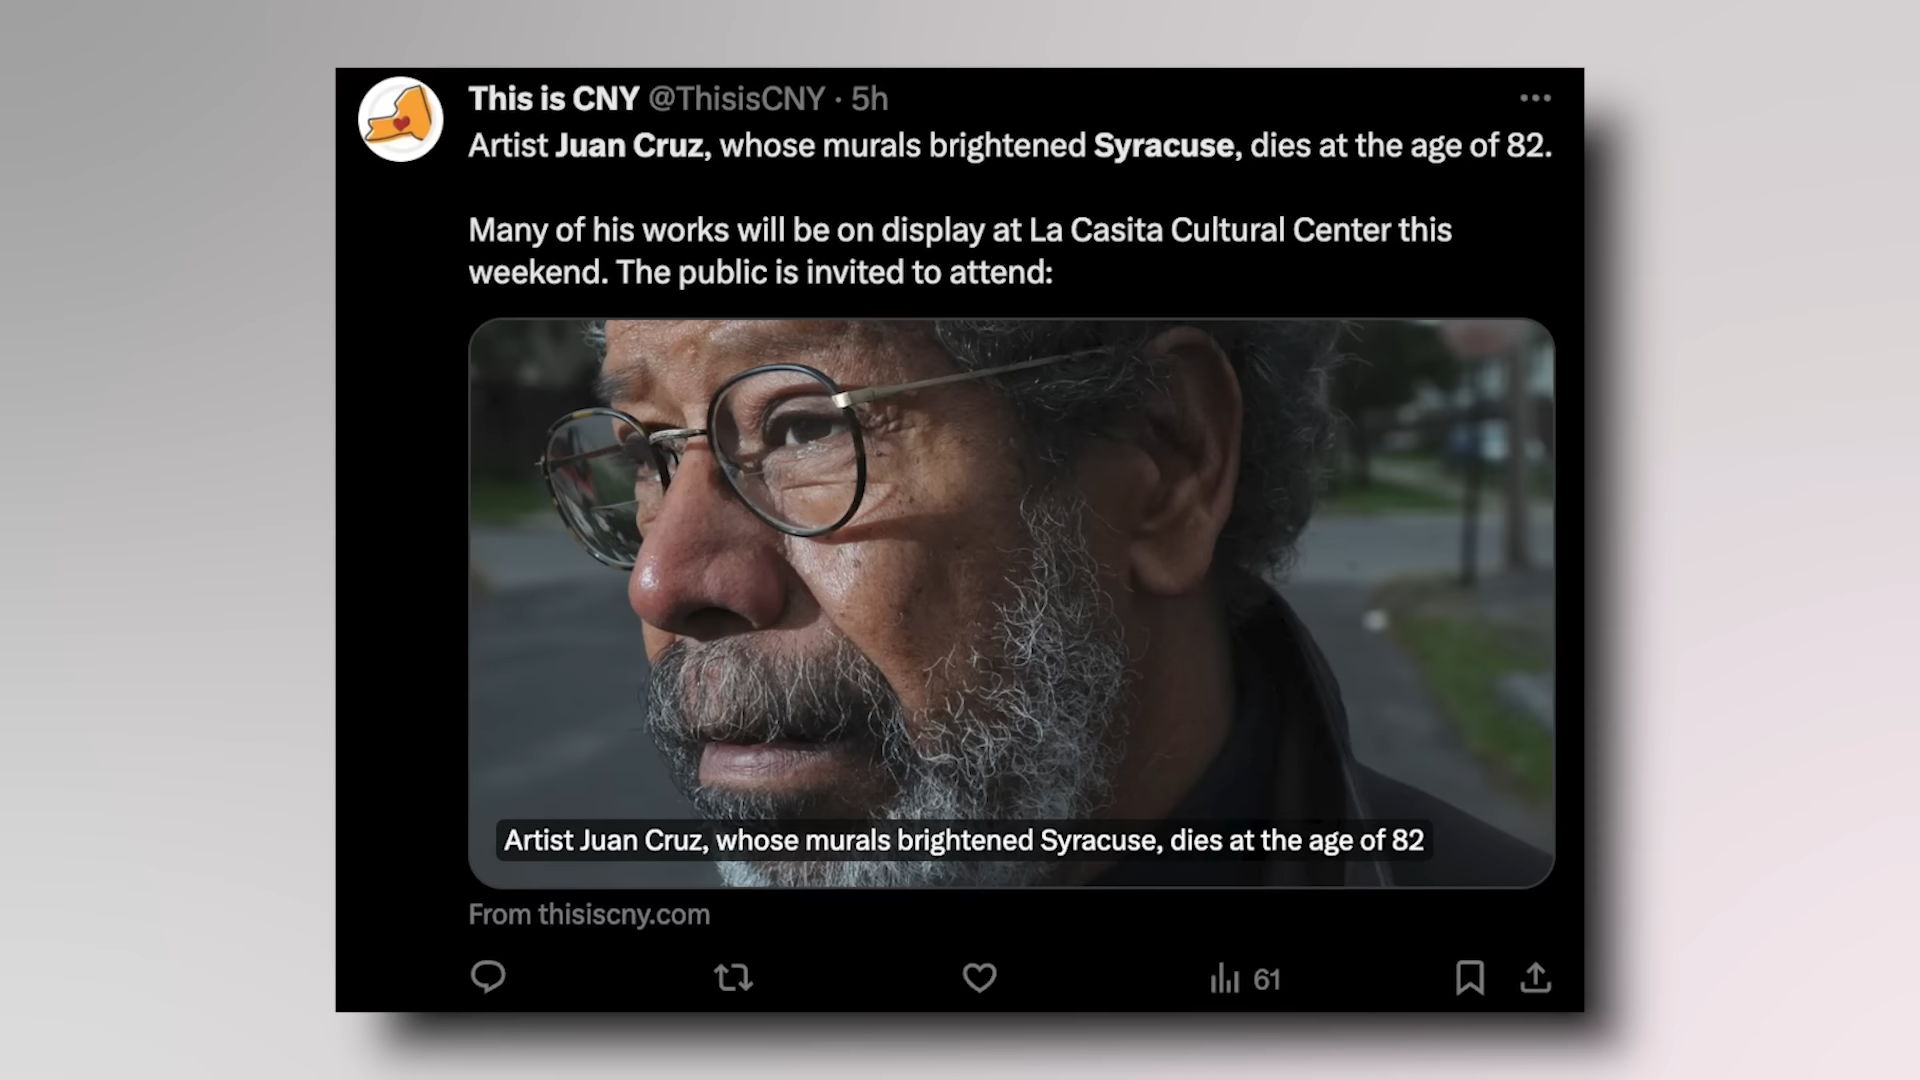 This is CNY @ThisisCNY · 5h
Artist Juan Cruz, whose murals brightened Syracuse, dies at the age of 82.
Many of his works will be on display at La Casita Cultural Center this
weekend. The public is invited to attend:
Artist Juan Cruz, whose murals brightened Syracuse, dies at the age of 82
From thisiscny.com
61